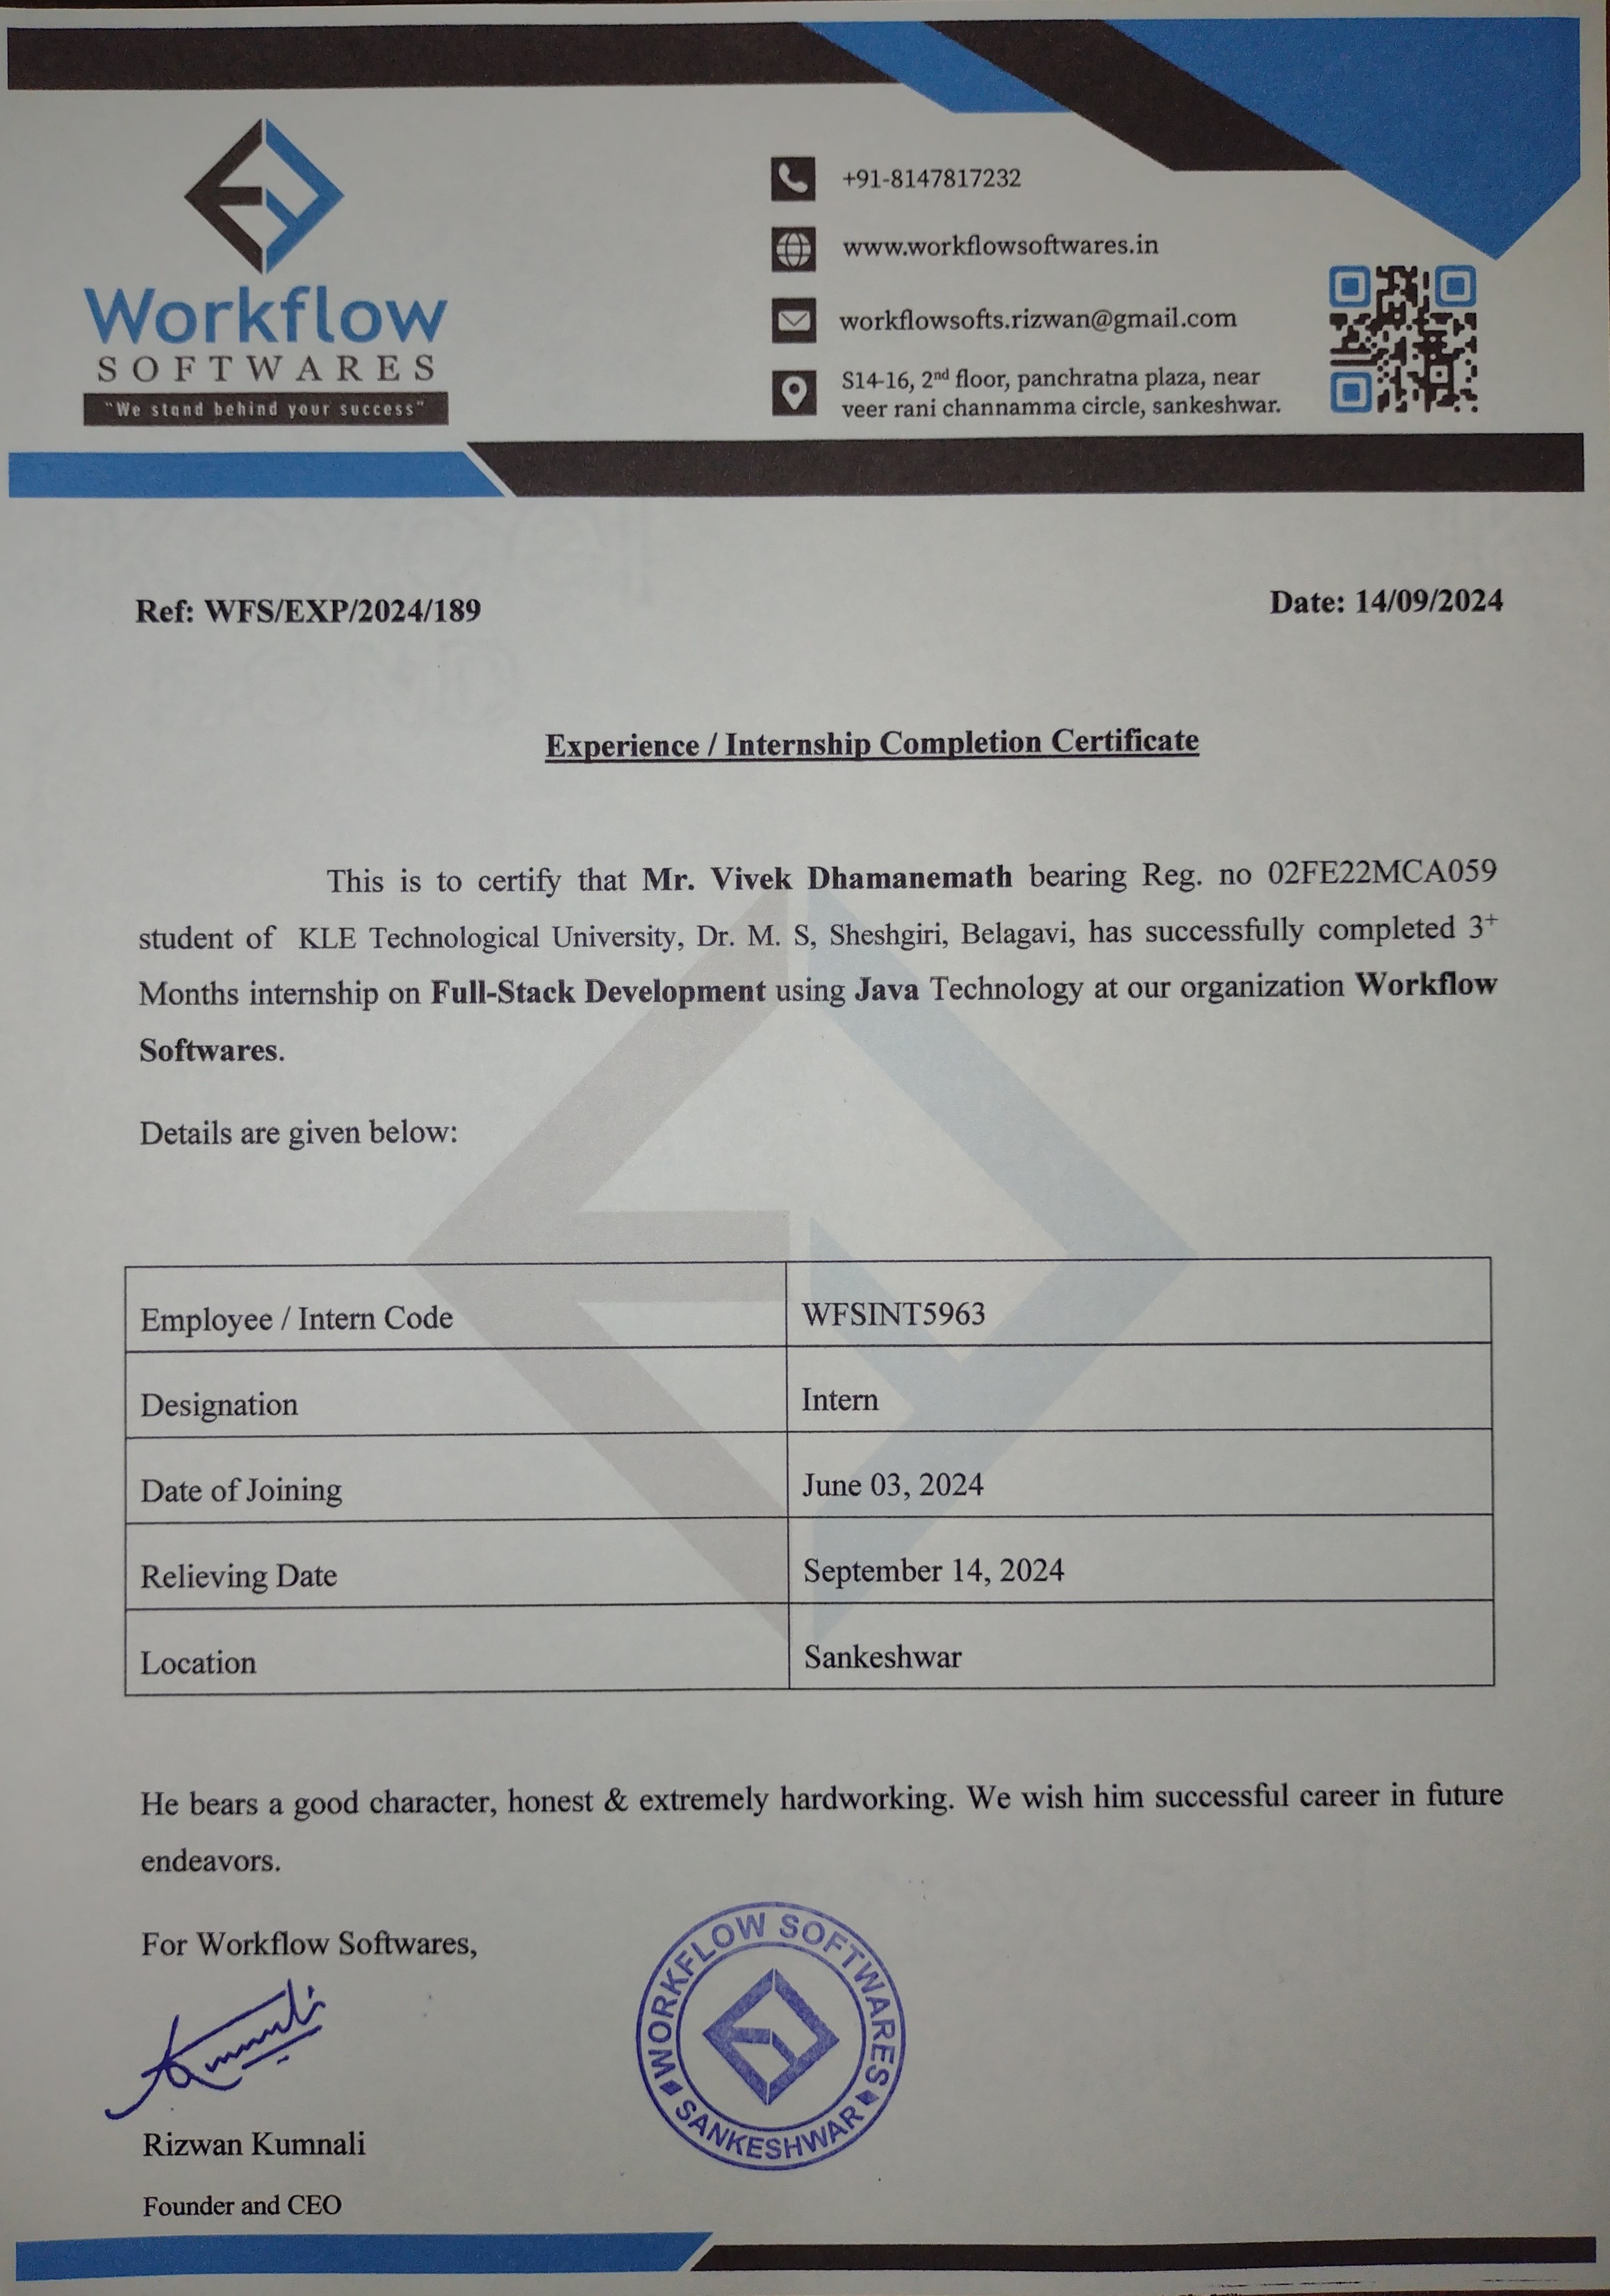 Workflow
SOFTWARES
"We stand behind your success"
+91-8147817232
www.workflowsoftwares.in
workflowsofts.rizwan@gmail.com
S14-16, 2nd floor, panchratna plaza, near
veer rani channamma circle, sankeshwar.
Ref: WFS/EXP/2024/189
Date: 14/09/2024
Experience / Internship Completion Certificate
This is to certify that Mr. Vivek Dhamanemath bearing Reg. no 02FE22MCA059
student of KLE Technological University, Dr. M. S, Sheshgiri, Belagavi, has successfully completed 3+
Months internship on Full-Stack Development using Java Technology at our organization Workflow
Softwares.
Details are given below:
Employee / Intern Code WFSINT5963
Designation Intern
Date of Joining June 03, 2024
Relieving Date September 14, 2024
Location Sankeshwar
He bears a good character, honest & extremely hardworking. We wish him successful career in future
endeavors.
For Workflow Softwares,
Kumnali
WORKFLOW SOFTWARES
SANKESHWAR
Rizwan Kumnali
Founder and CEO